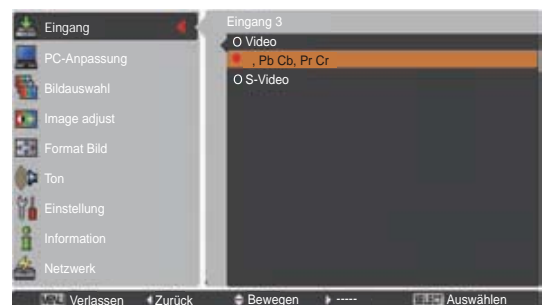 Eingang
PC-Anpassung
Bildauswahl
Image adjust
Format Bild
Ton
Einstellung
Information
Netzwerk
Eingang 3
Video
, Pb Cb, Pr Cr
S-Video
Verlassen
Zurück
Bewegen
-----
Auswählen